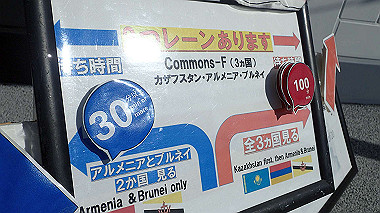 レーンあります
待ち時間
Commons-F (3ヵ国)
カザフスタン・アルメニア・ブルネイ
30
100
アルメニアとブルネイ
2か国 見る
Armenia & Brunei only
全3ヵ国見る
Kazakhstan first, then Armenia & Brunei